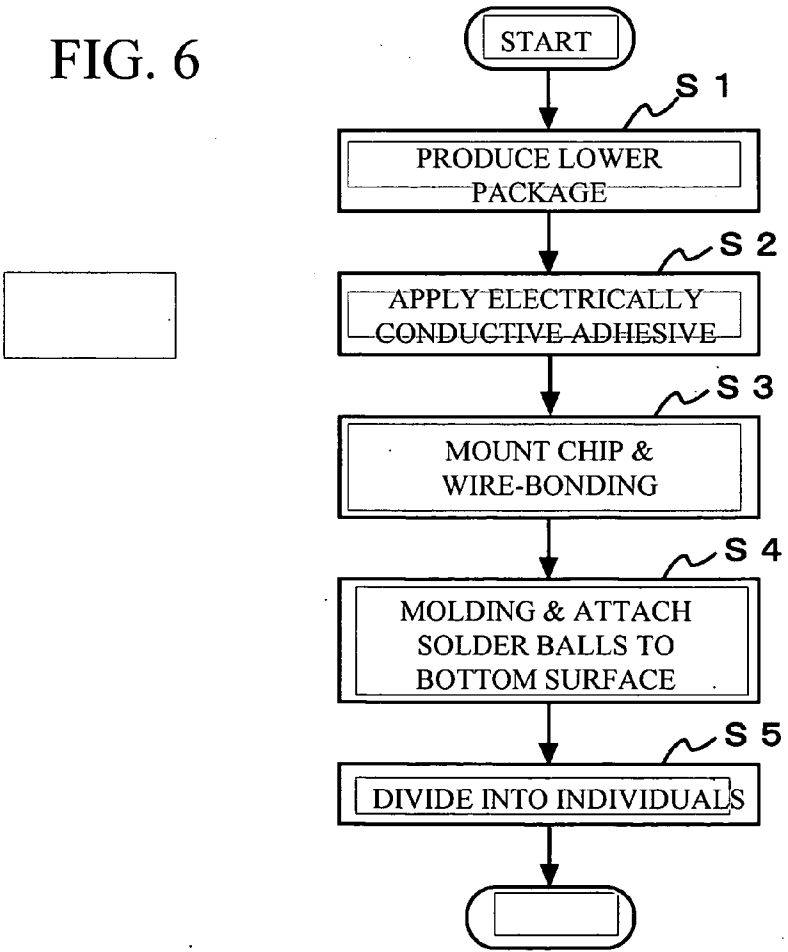 FIG. 6
START
S 1
PRODUCE LOWER
PACKAGE
S 2
APPLY ELECTRICALLY
CONDUCTIVE ADHESIVE
S 3
MOUNT CHIP &
WIRE-BONDING
S 4
MOLDING & ATTACH
SOLDER BALLS TO
BOTTOM SURFACE
S 5
DIVIDE INTO INDIVIDUALS